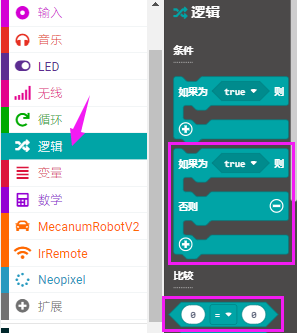 输入
音乐
LED
无线
循环
逻辑
变量
数学
MecanumRobotV2
IrRemote
Neopixel
扩展
逻辑
条件
如果为 true 则
如果为 true 则
否则
比较
0 = 0